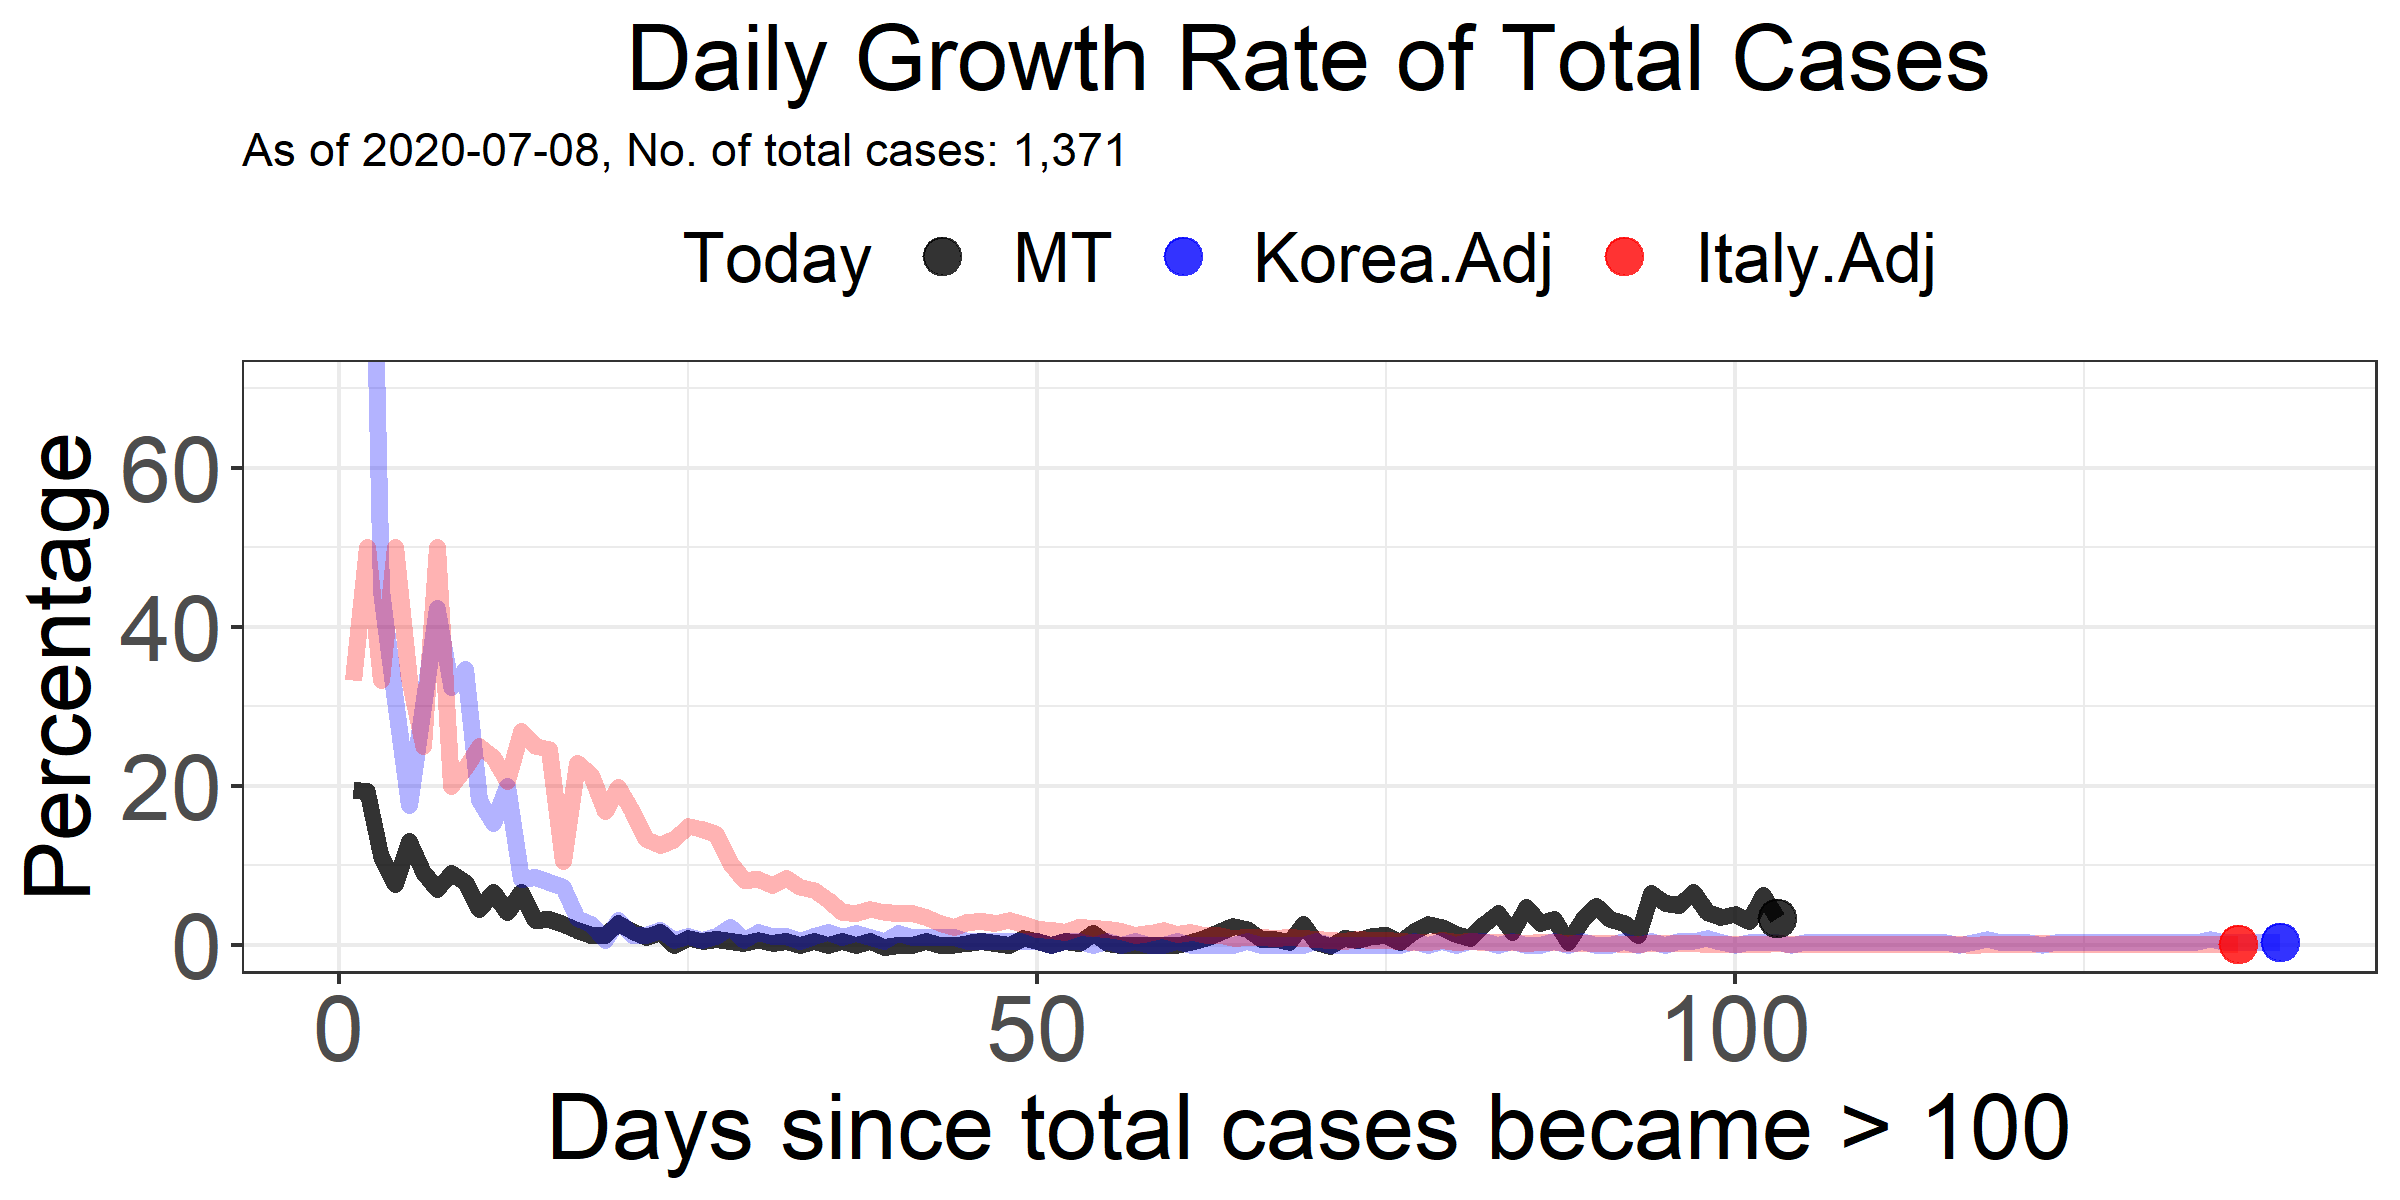 Daily Growth Rate of Total Cases
As of 2020-07-08, No. of total cases: 1,371
Today MT Korea.Adj Italy.Adj
Percentage
60
40
20
0
0 50 100
Days since total cases became > 100